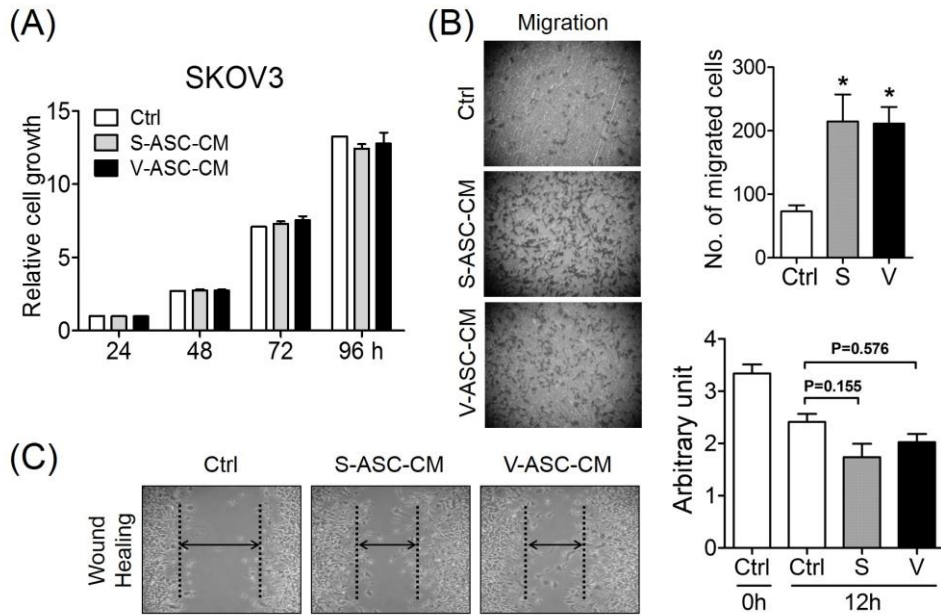 (A)
SKOV3
Relative cell growth
15
10
5
0
Ctrl
S-ASC-CM
V-ASC-CM
24 48 72 96 h
(B)
Migration
Ctrl
S-ASC-CM
V-ASC-CM
No. of migrated cells
300
200
100
0
* *
Ctrl S V
(C)
Ctrl S-ASC-CM V-ASC-CM
Wound
Healing
Arbitrary unit
4
3
2
1
0
P=0.576
P=0.155
Ctrl Ctrl S V
0h 12h